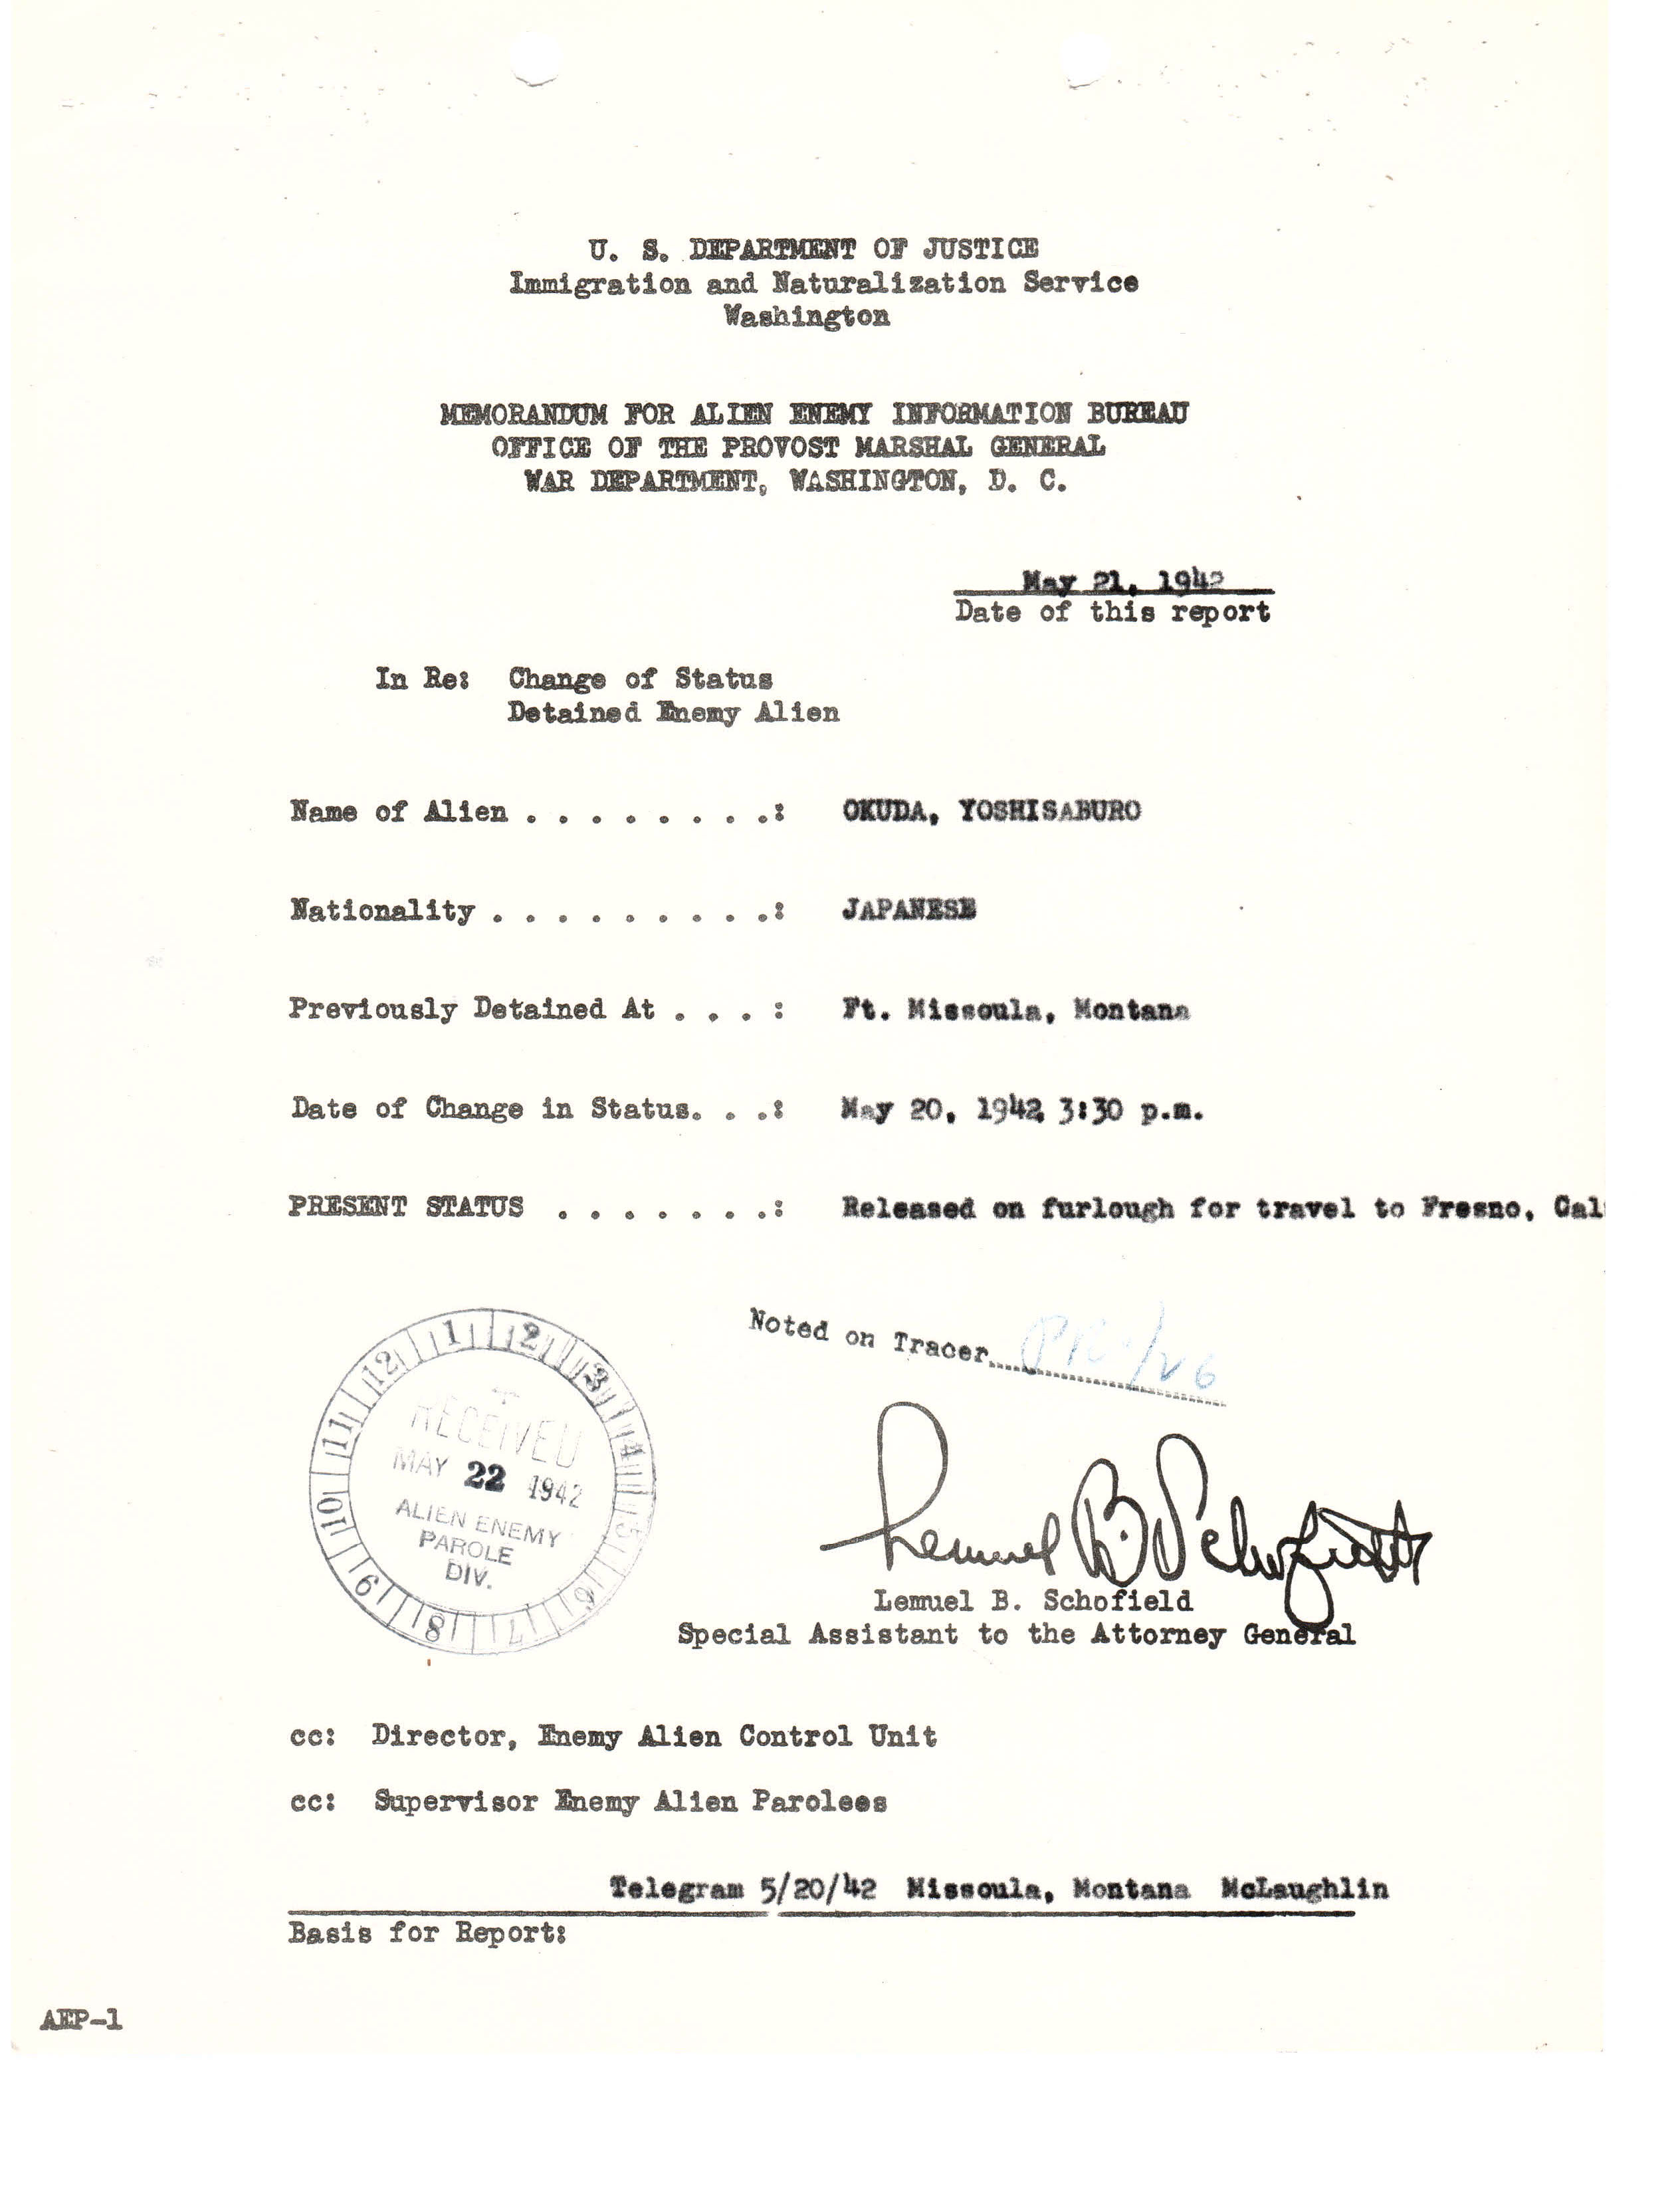 U. S. DEPARTMENT OF JUSTICE
Immigration and Naturalization Service
Washington
MEMORANDUM FOR ALIEN ENEMY INFORMATION BUREAU
OFFICE OF THE PROVOST MARSHAL GENERAL
WAR DEPARTMENT, WASHINGTON, D. C.
May 21, 1942
Date of this report
In Re: Change of Status
Detained Enemy Alien
Name of Alien . . . . . . . .: OKUDA, YOSHISABURO
Nationality . . . . . . . . .: JAPANESE
Previously Detained At . . . : Ft. Missoula, Montana
Date of Change in Status. . .: May 20, 1942 3:30 p.m.
PRESENT STATUS . . . . . . .: Released on furlough for travel to Fresno, Cal
Noted on Tracer
12 1 2 3 4 5 6 7 8 9 10 11
RECEIVED
MAY 22 1942
ALIEN ENEMY
PAROLE
DIV.
Lemuel B. Schofield
Lemuel B. Schofield
Special Assistant to the Attorney General
cc: Director, Enemy Alien Control Unit
cc: Supervisor Enemy Alien Parolees
Telegram 5/20/42 Missoula, Montana McLaughlin
Basis for Report:
AEP-1